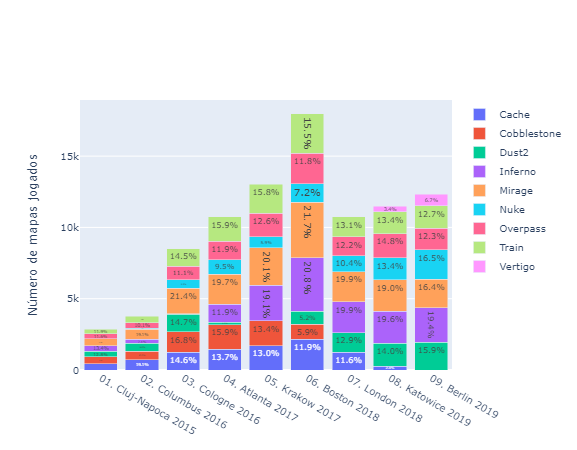 Cache
Cobblestone
Dust2
Inferno
Mirage
Nuke
Overpass
Train
Vertigo
Número de mapas Jogados
15k
10k
5k
0
14.5%
11.1%
21.4%
14.7%
16.8%
14.6%
15.9%
11.9%
9.5%
19.7%
11.9%
15.9%
13.7%
15.8%
12.6%
20.1%
19.1%
13.4%
13.0%
15.5%
11.8%
7.2%
21.7%
20.8%
5.2%
5.9%
11.9%
13.1%
12.2%
10.4%
19.9%
19.9%
12.9%
11.6%
3.4%
13.4%
14.8%
13.4%
19.0%
19.6%
14.0%
6.7%
12.7%
12.3%
16.5%
16.4%
19.4%
15.9%
01. Cluj-Napoca 2015
02. Columbus 2016
03. Cologne 2016
04. Atlanta 2017
05. Krakow 2017
06. Boston 2018
07. London 2018
08. Katowice 2019
09. Berlin 2019